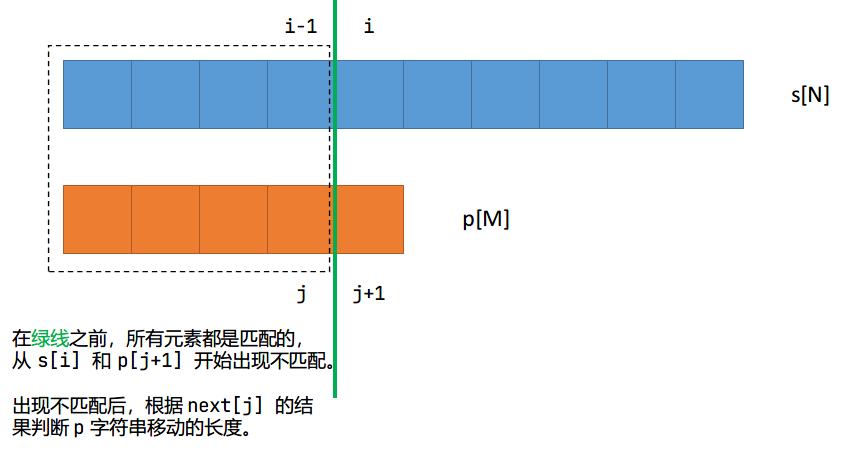 i-1 i
s[N]
p[M]
j j+1
在绿线之前，所有元素都是匹配的，
从 s[i] 和 p[j+1] 开始出现不匹配。
出现不匹配后，根据 next[j] 的结
果判断 p 字符串移动的长度。